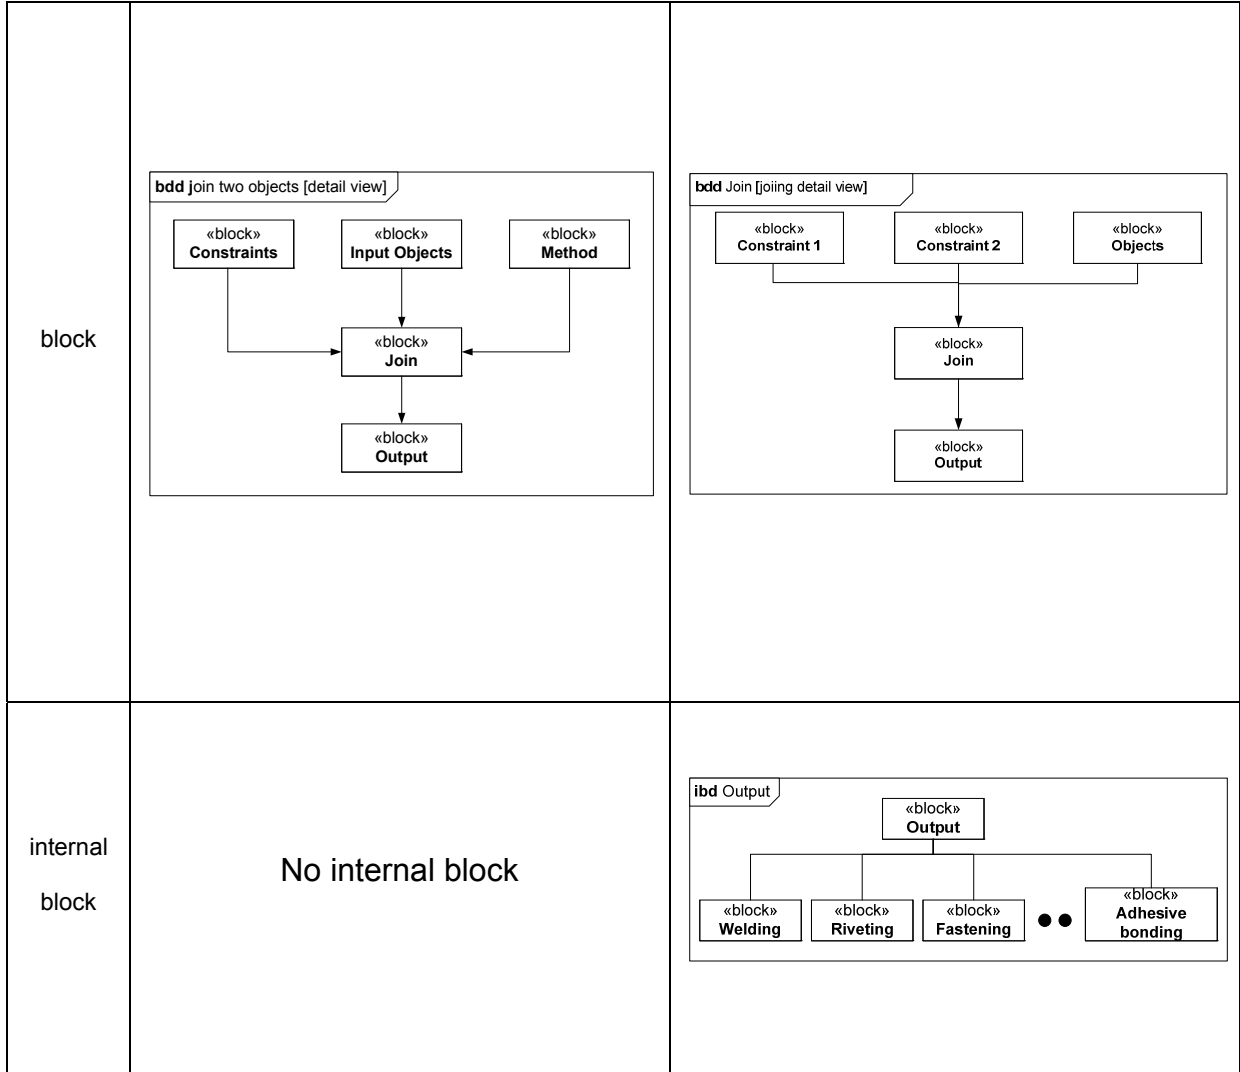 block
bdd join two objects [detail view]
«block» «block» «block»
Constraints Input Objects Method
«block»
Join
«block»
Output
bdd Join [joiing detail view]
«block» «block» «block»
Constraint 1 Constraint 2 Objects
«block»
Join
«block»
Output
internal
block
No internal block
ibd Output
«block»
Output
«block» «block» «block» «block»
Welding Riveting Fastening Adhesive
bonding